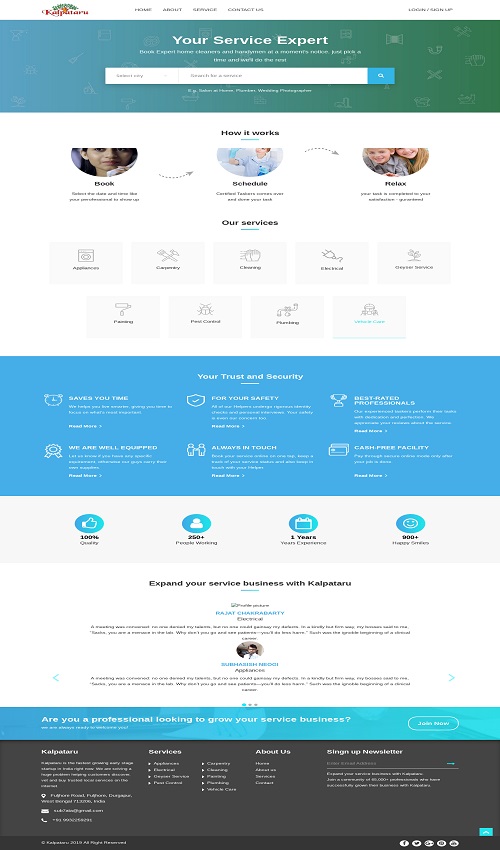 Kalpataru
HOME ABOUT SERVICE CONTACT US LOGIN / SIGN UP
Your Service Expert
Book Expert home cleaners and handymen at a moment's notice, just pick a
time and we'll do the rest
Select city Search for a service
E.g. Salon at Home, Plumber, Wedding Photographer
How it works
Book Schedule Relax
Select the date and time like
your perofessional to show up
Certified Taskers comes over
and done your task
your task is completed to your
satisfaction - guranteed
Our services
Appliances Carpentry Cleaning Electrical Geyser Service
Painting Pest Control Plumbing Vehicle Care
Your Trust and Security
SAVES YOU TIME
We helps you live smarter, giving you time to
focus on what's most important.
Read More >
FOR YOUR SAFETY
All of our Helpers undergo rigorous identity
checks and personal interviews. Your safety
is even our concern too.
Read More >
BEST-RATED
PROFESSIONALS
Our experienced taskers perform their tasks
with dedication and perfection. We
appreciate your reviews about the service.
Read More >
WE ARE WELL EQUIPPED
Let us know if you have any specific
equirement, otherwise our guys carry their
own supplies.
Read More >
ALWAYS IN TOUCH
Book your service online on one tap, keep a
track of your service status and also keep in
touch with your Helper.
Read More >
CASH-FREE FACILITY
Pay through secure online mode only after
your job is done.
Read More >
100%
Quality
250+
People Working
1 Years
Years Experience
900+
Happy Smiles
Expand your service business with Kalpataru
Profile picture
RAJAT CHAKRABARTY
Electrical
A meeting was convened: no one denied my talents, but no one could gainsay my defects. In a kindly but firm way, my bosses said to me,
"Sacks, you are a menace in the lab. Why don't you go and see patients—you'll do less harm." Such was the ignoble beginning of a clinical
career.
SUBHASISH NEOGI
Appliances
A meeting was convened: no one denied my talents, but no one could gainsay my defects. In a kindly but firm way, my bosses said to me,
"Sacks, you are a menace in the lab. Why don't you go and see patients—you'll do less harm." Such was the ignoble beginning of a clinical
career.
Are you a professional looking to grow your service business?
we are always ready to welcome you!
Join Now
Kalpataru
Kalpataru is the fastest growing early stage
startup in India right now. We are solving a
huge problem helping customers discover,
vet and buy trusted local services on the
internet.
Fuljhore Road, Fuljhore, Durgapur,
West Bengal 713206, India
sub7ata@gmail.com
+91 9932259231
Services
Appliances
Electrical
Geyser Service
Pest Control
Carpentry
Cleaning
Painting
Plumbing
Vehicle Care
About Us
Home
About us
Services
Contact
Singn up Newsletter
Enter Email Address
Expand your service business with Kalpataru.
Join a community of 65,000+ professionals who have
successfully grown their business with Kalpataru.
© Kalpataru 2019 All Right Reserved